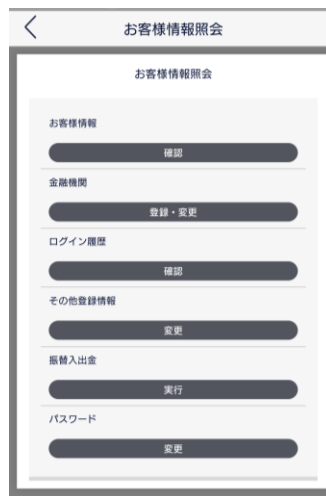 お客様情報照会
お客様情報照会
お客様情報
確認
金融機関
登録・変更
ログイン履歴
確認
その他登録情報
変更
振替入出金
実行
パスワード
変更